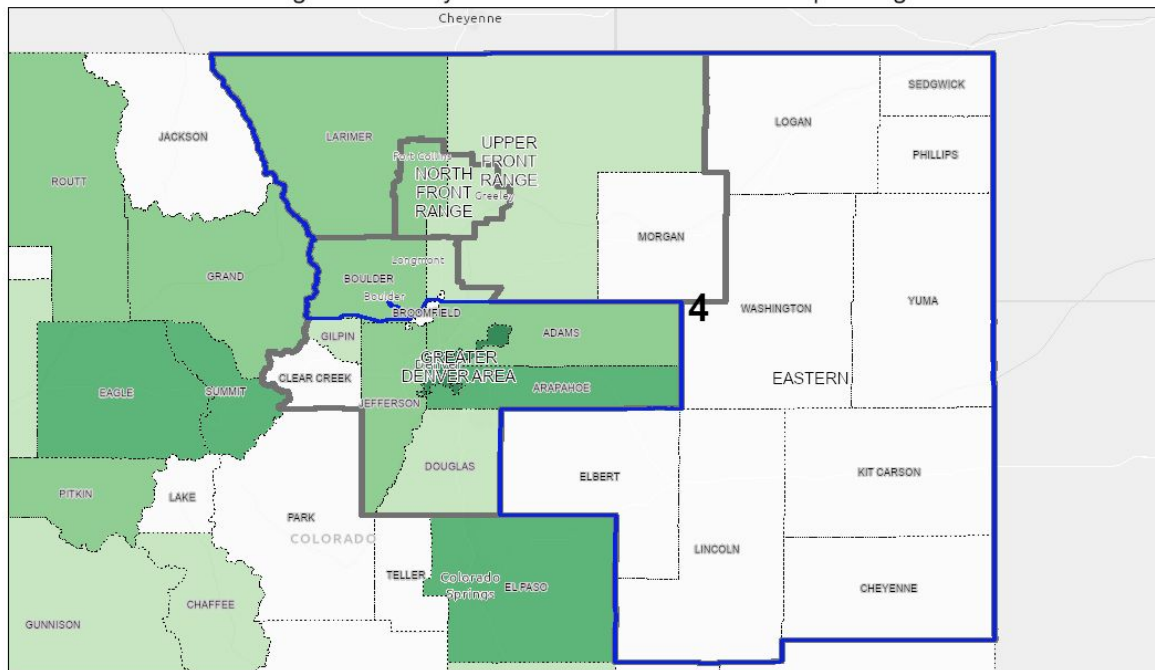 Cheyenne
SEDGWICK
LOGAN
JACKSON
LARIMER
UPPER
FRONT
RANGE
PHILLIPS
Fort Collins
NORTH
FRONT
RANGE
Greeley
ROUTT
MORGAN
GRAND
BOULDER
Longmont
Boulder
BROOMFIELD
4
WASHINGTON
YUMA
GILPIN
ADAMS
GREATER
DENVER AREA
Denver
CLEAR CREEK
EASTERN
EAGLE
SUMMIT
JEFFERSON
ARAPAHOE
DOUGLAS
ELBERT
KIT CARSON
PITKIN
LAKE
PARK
COLORADO
LINCOLN
TELLER
Colorado
Springs
EL PASO
CHEYENNE
CHAFFEE
GUNNISON